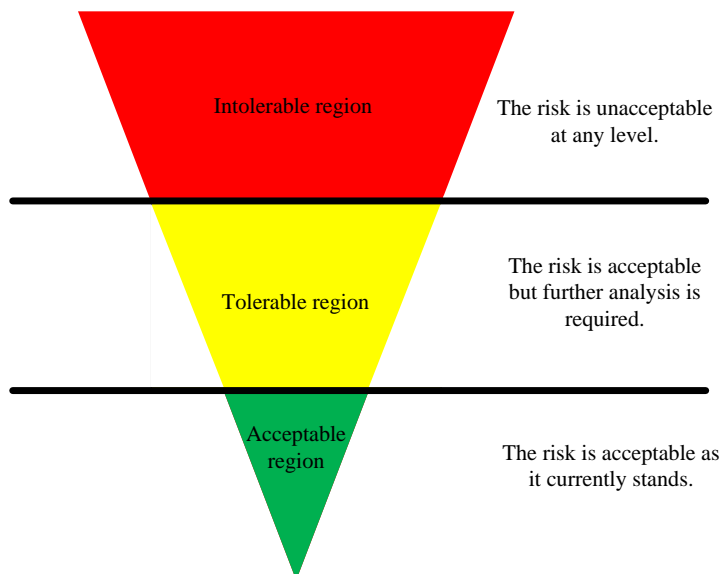 Intolerable region
The risk is unacceptable
at any level.
Tolerable region
The risk is acceptable
but further analysis is
required.
Acceptable
region
The risk is acceptable as
it currently stands.